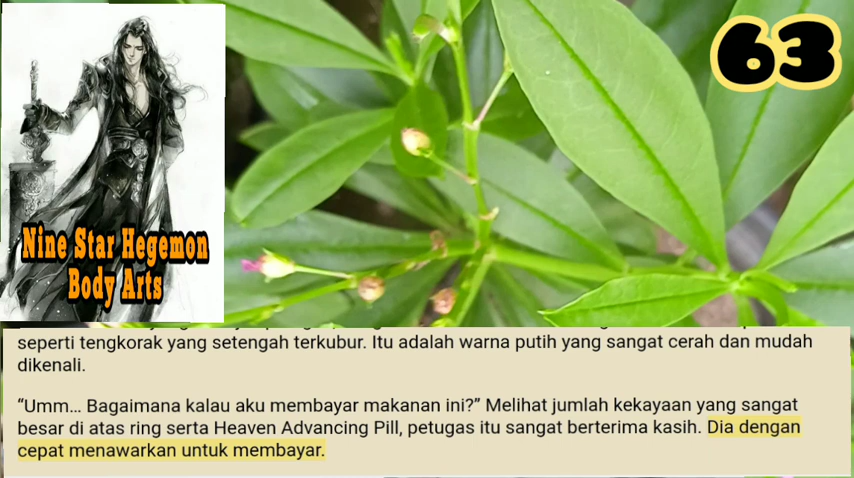 63
Nine Star Hegemon
Body Arts
seperti tengkorak yang setengah terkubur. Itu adalah warna putih yang sangat cerah dan mudah
dikenali.
“Umm… Bagaimana kalau aku membayar makanan ini?” Melihat jumlah kekayaan yang sangat
besar di atas ring serta Heaven Advancing Pill, petugas itu sangat berterima kasih. Dia dengan
cepat menawarkan untuk membayar.